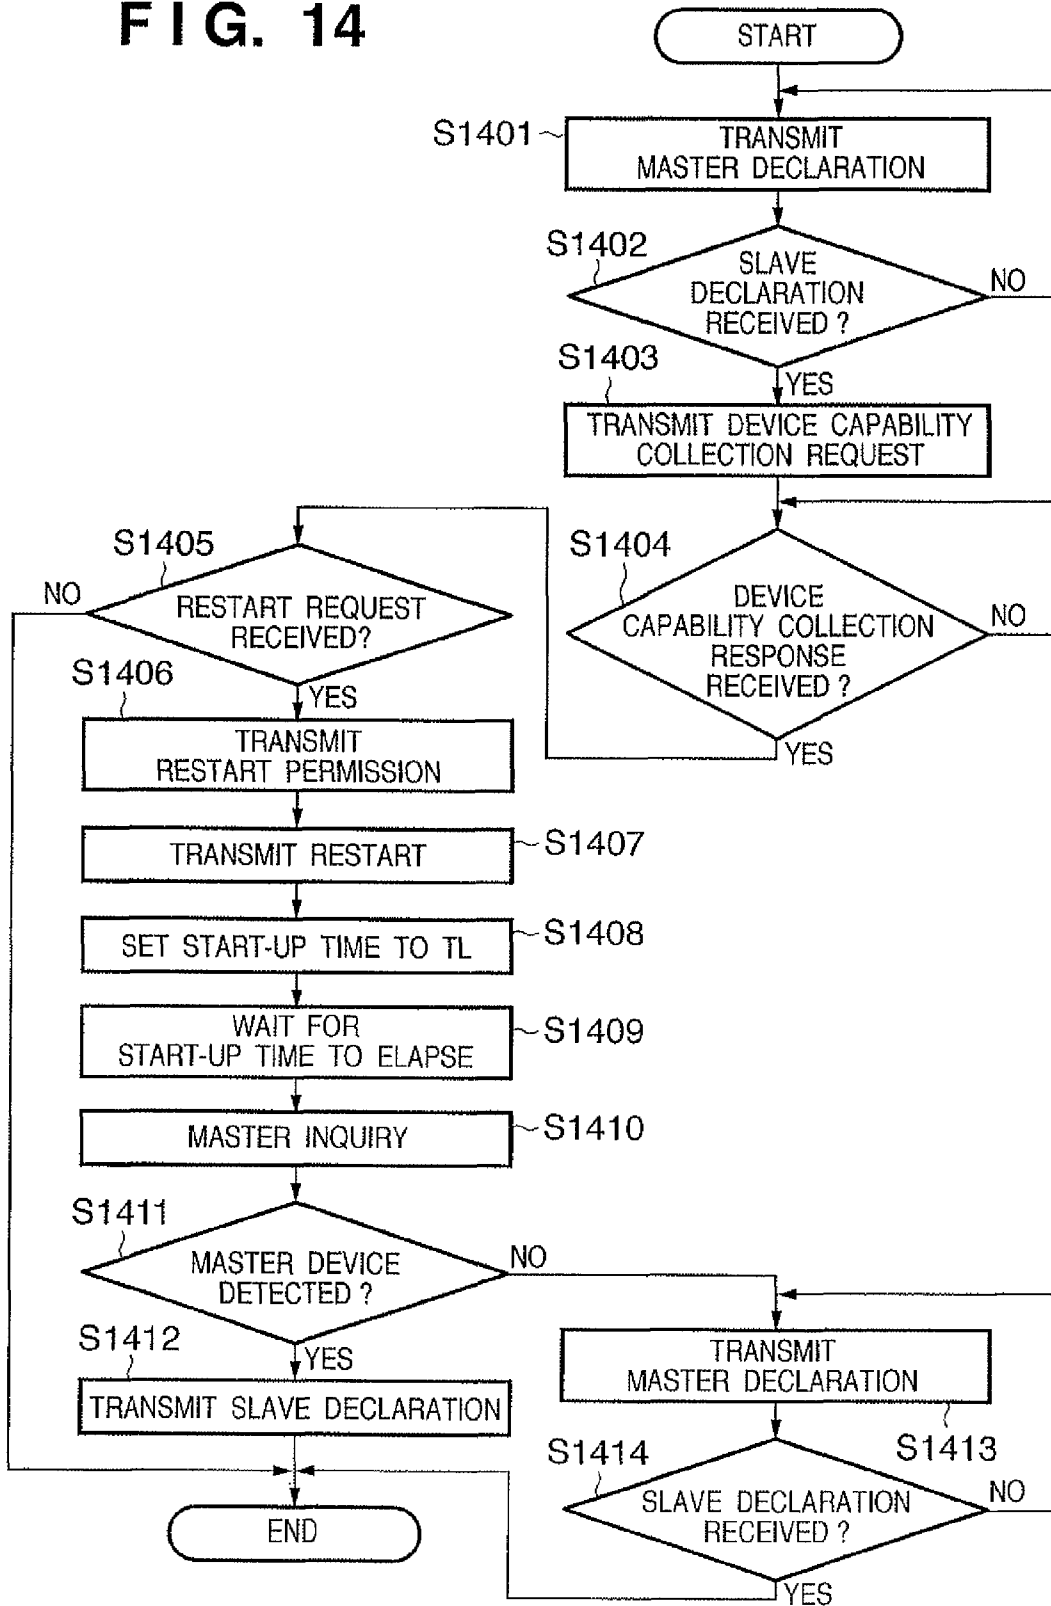 FIG. 14
START
S1401
TRANSMIT
MASTER DECLARATION
S1402
SLAVE
DECLARATION
RECEIVED ?
NO
YES
S1403
TRANSMIT DEVICE CAPABILITY
COLLECTION REQUEST
S1404
DEVICE
CAPABILITY COLLECTION
RESPONSE
RECEIVED ?
NO
YES
S1405
NO
RESTART REQUEST
RECEIVED?
YES
S1406
TRANSMIT
RESTART PERMISSION
TRANSMIT RESTART
S1407
SET START-UP TIME TO TL
S1408
WAIT FOR
START-UP TIME TO ELAPSE
S1409
MASTER INQUIRY
S1410
S1411
MASTER DEVICE
DETECTED ?
NO
YES
S1412
TRANSMIT SLAVE DECLARATION
TRANSMIT
MASTER DECLARATION
S1413
S1414
SLAVE DECLARATION
RECEIVED ?
NO
YES
END